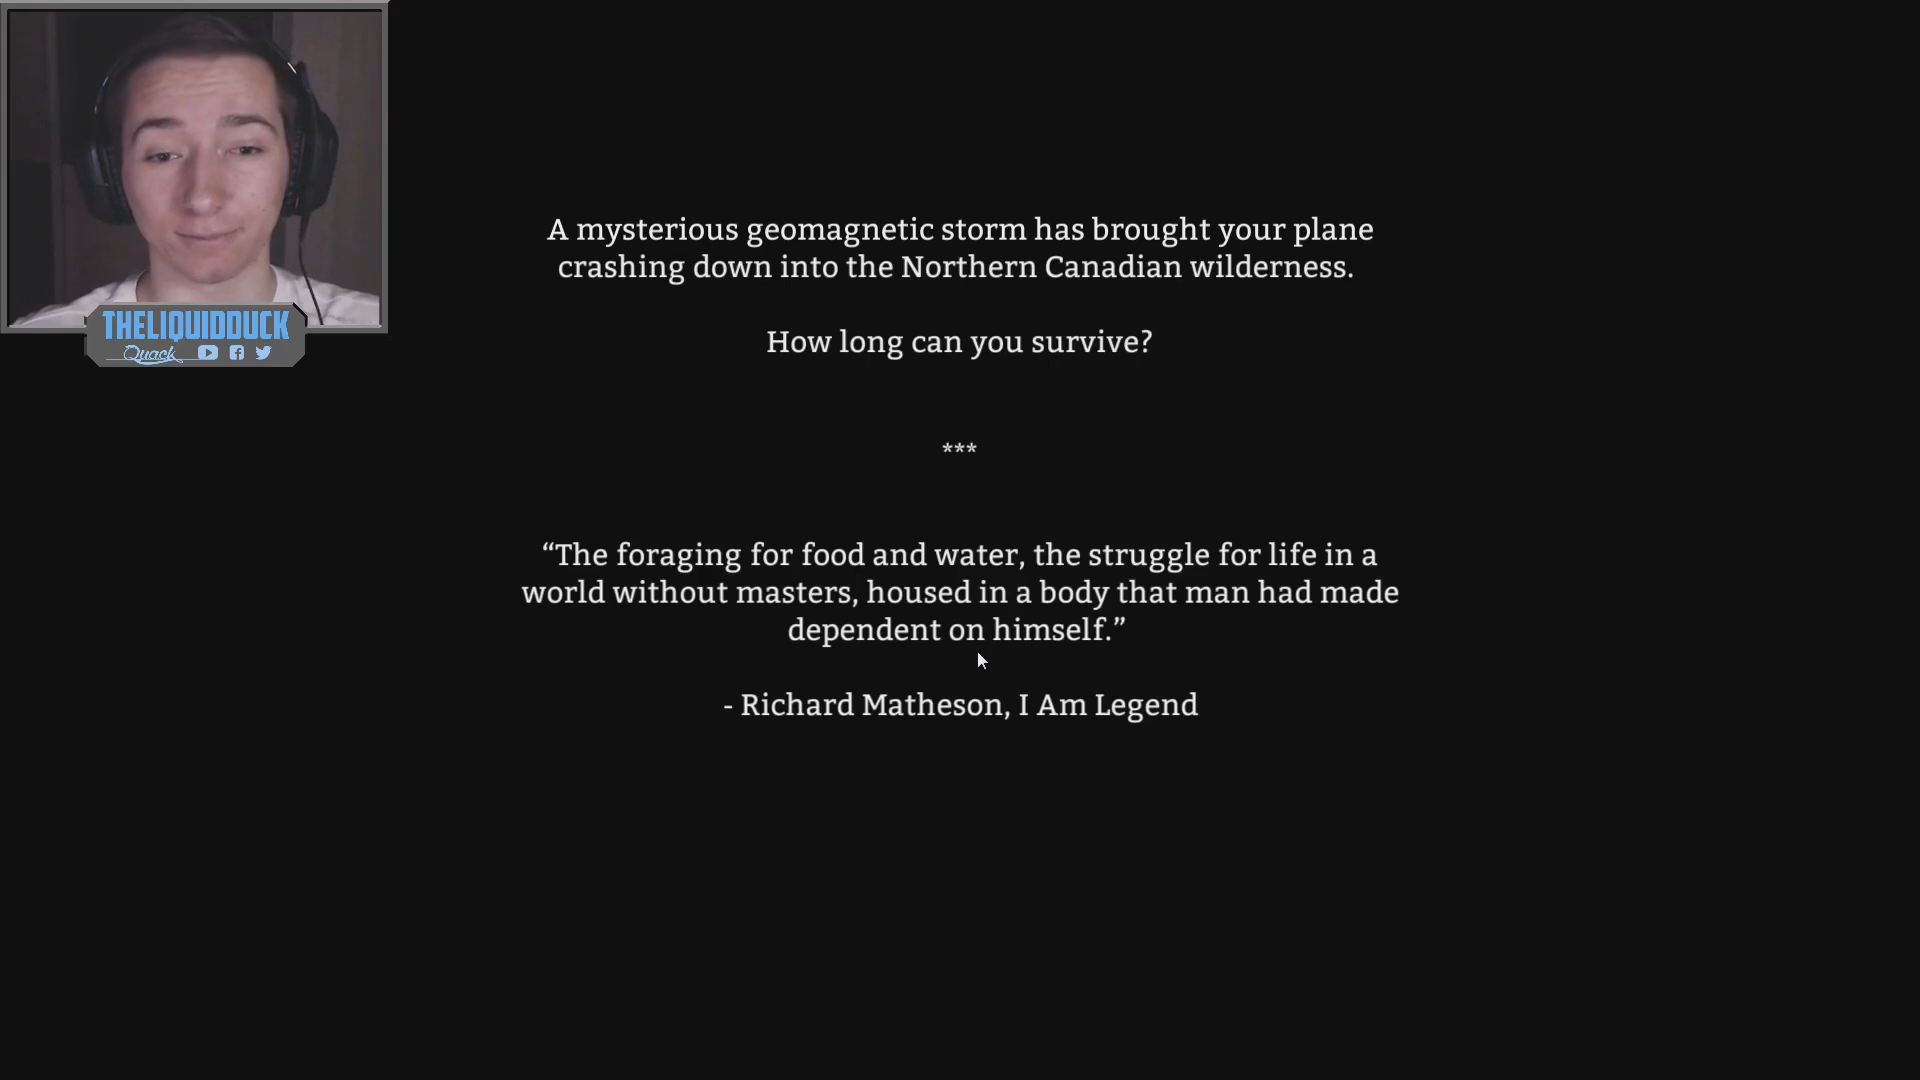 THELIQUIDDUCK
Quack
A mysterious geomagnetic storm has brought your plane
crashing down into the Northern Canadian wilderness.
How long can you survive?
***
“The foraging for food and water, the struggle for life in a
world without masters, housed in a body that man had made
dependent on himself.”
- Richard Matheson, I Am Legend